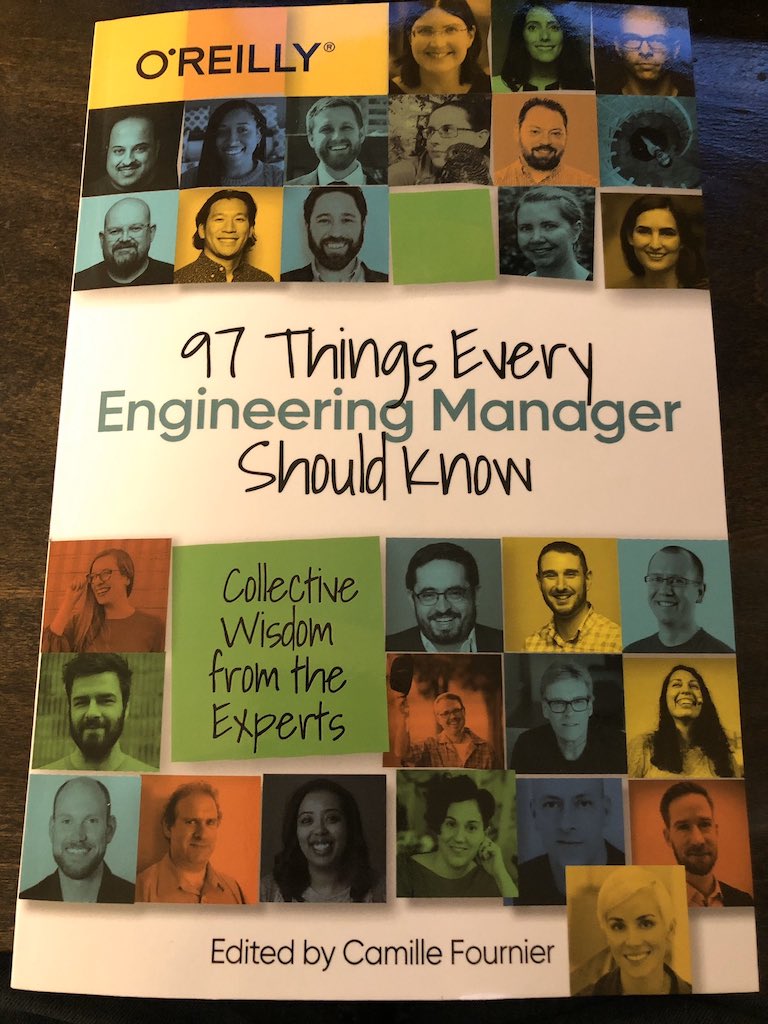 O'REILLY®
97 Things Every
Engineering Manager
Should Know
Collective
Wisdom
from the
Experts
Edited by Camille Fournier